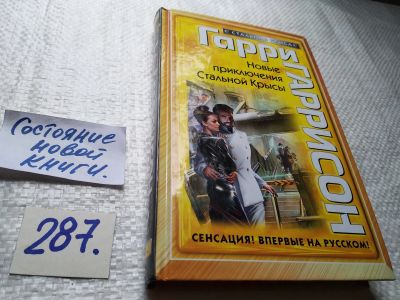 Гарри
ГАРРИСОН
Новые
приключения
Стальной Крысы
СЕНСАЦИЯ! ВПЕРВЫЕ НА РУССКОМ!
Состояние
новой
книги.
287.